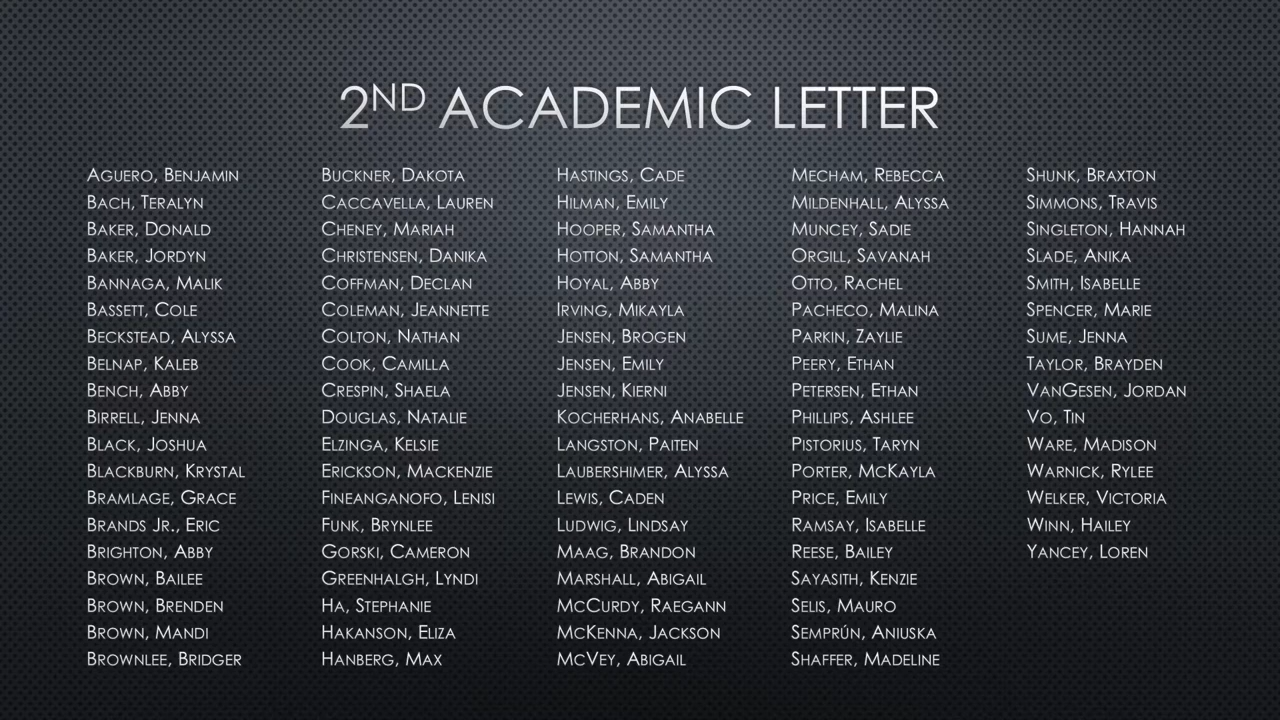 2ND ACADEMIC LETTER
Aguero, Benjamin
Bach, Teralyn
Baker, Donald
Baker, Jordyn
Bannaga, Malik
Bassett, Cole
Beckstead, Alyssa
Belnap, Kaleb
Bench, Abby
Birrell, Jenna
Black, Joshua
Blackburn, Krystal
Bramlage, Grace
Brands Jr., Eric
Brighton, Abby
Brown, Bailee
Brown, Brenden
Brown, Mandi
Brownlee, Bridger
Buckner, Dakota
Caccavella, Lauren
Cheney, Mariah
Christensen, Danika
Coffman, Declan
Coleman, Jeannette
Colton, Nathan
Cook, Camilla
Crespin, Shaela
Douglas, Natalie
Elzinga, Kelsie
Erickson, Mackenzie
Fineanganofo, Lenisi
Funk, Brynlee
Gorski, Cameron
Greenhalgh, Lyndi
Ha, Stephanie
Hakanson, Eliza
Hanberg, Max
Hastings, Cade
Hilman, Emily
Hooper, Samantha
Hotton, Samantha
Hoyal, Abby
Irving, Mikayla
Jensen, Brogen
Jensen, Emily
Jensen, Kierni
Kocherhans, Anabelle
Langston, Paiten
Laubershimer, Alyssa
Lewis, Caden
Ludwig, Lindsay
Maag, Brandon
Marshall, Abigail
McCurdy, Raegann
McKenna, Jackson
McVey, Abigail
Mecham, Rebecca
Mildenhall, Alyssa
Muncey, Sadie
Orgill, Savanah
Otto, Rachel
Pacheco, Malina
Parkin, Zaylie
Peery, Ethan
Petersen, Ethan
Phillips, Ashlee
Pistorius, Taryn
Porter, McKayla
Price, Emily
Ramsay, Isabelle
Reese, Bailey
Sayasith, Kenzie
Selis, Mauro
Semprún, Aniuska
Shaffer, Madeline
Shunk, Braxton
Simmons, Travis
Singleton, Hannah
Slade, Anika
Smith, Isabelle
Spencer, Marie
Sume, Jenna
Taylor, Brayden
VanGesen, Jordan
Vo, Tin
Ware, Madison
Warnick, Rylee
Welker, Victoria
Winn, Hailey
Yancey, Loren